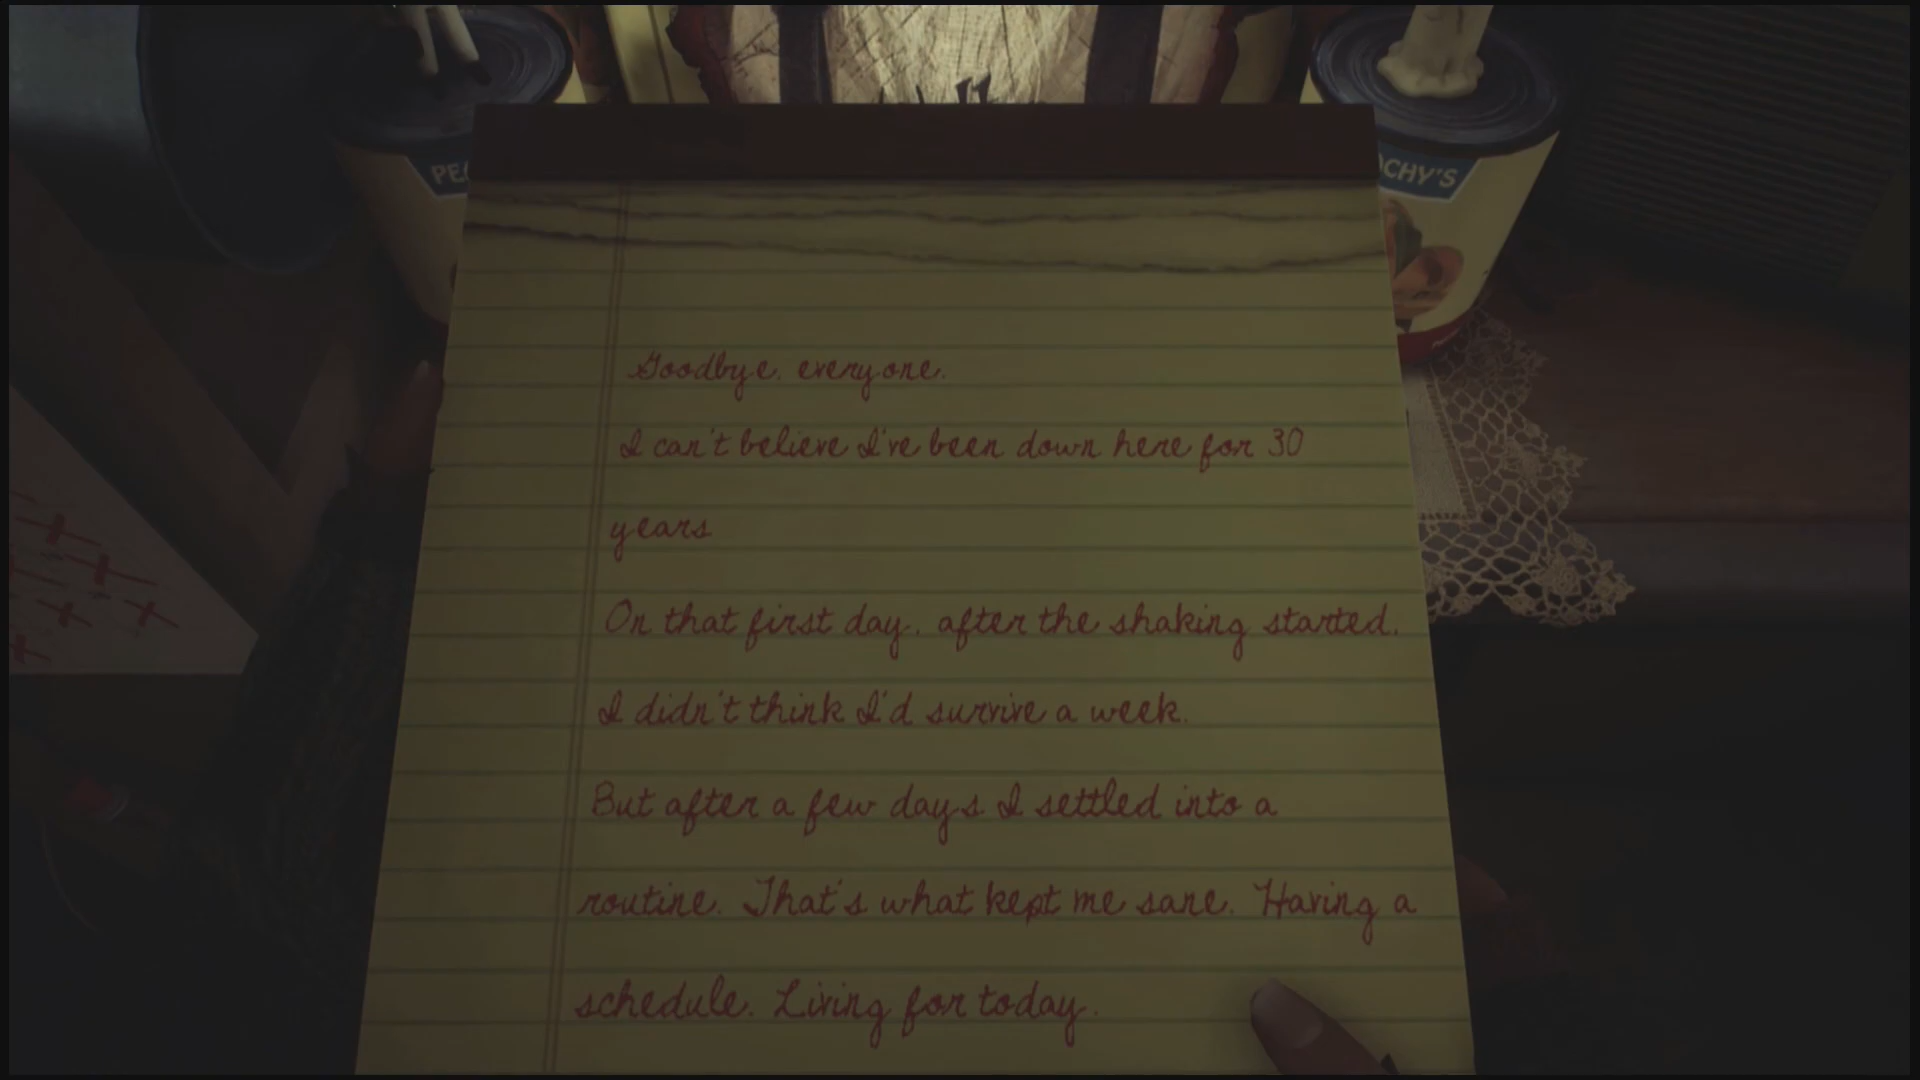 PE
CHY'S
Goodbye, everyone.
I can't believe I've been down here for 30
years
On that first day, after the shaking started,
I didn't think I'd survive a week.
But after a few days I settled into a
routine. That's what kept me sane. Having a
schedule. Living for today.